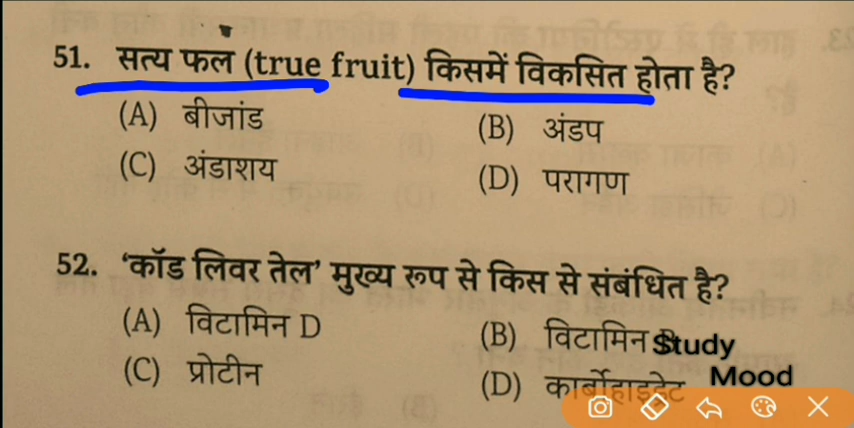 51. सत्य फल (true fruit) किसमें विकसित होता है?
(A) बीजांड (B) अंडप
(C) अंडाशय (D) परागण
52. ‘कॉड लिवर तेल’ मुख्य रूप से किस से संबंधित है?
(A) विटामिन D (B) विटामिन
Study
(C) प्रोटीन (D) कार्बोहाइड्रेट
Mood